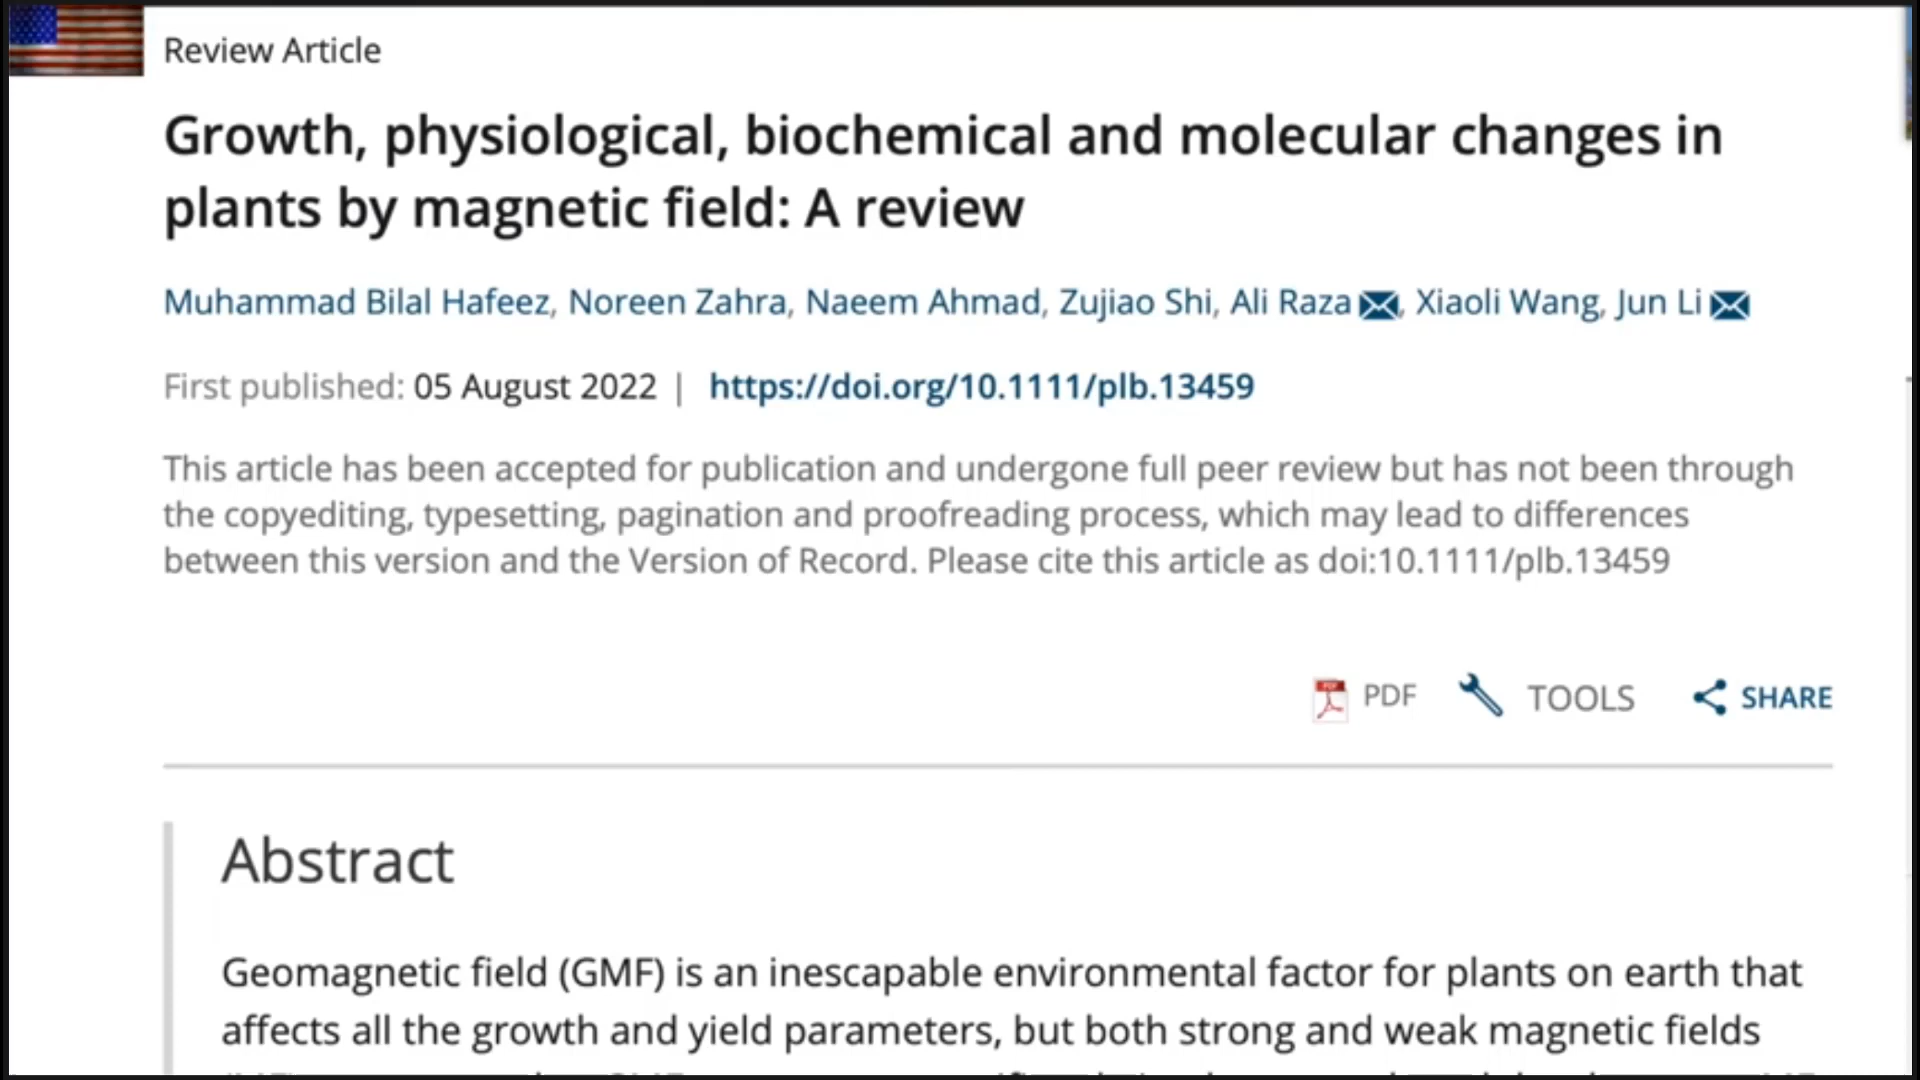 Review Article
Growth, physiological, biochemical and molecular changes in
plants by magnetic field: A review
Muhammad Bilal Hafeez, Noreen Zahra, Naeem Ahmad, Zujiao Shi, Ali Raza, Xiaoli Wang, Jun Li
First published: 05 August 2022 | https://doi.org/10.1111/plb.13459
This article has been accepted for publication and undergone full peer review but has not been through
the copyediting, typesetting, pagination and proofreading process, which may lead to differences
between this version and the Version of Record. Please cite this article as doi:10.1111/plb.13459
PDF TOOLS SHARE
Abstract
Geomagnetic field (GMF) is an inescapable environmental factor for plants on earth that
affects all the growth and yield parameters, but both strong and weak magnetic fields